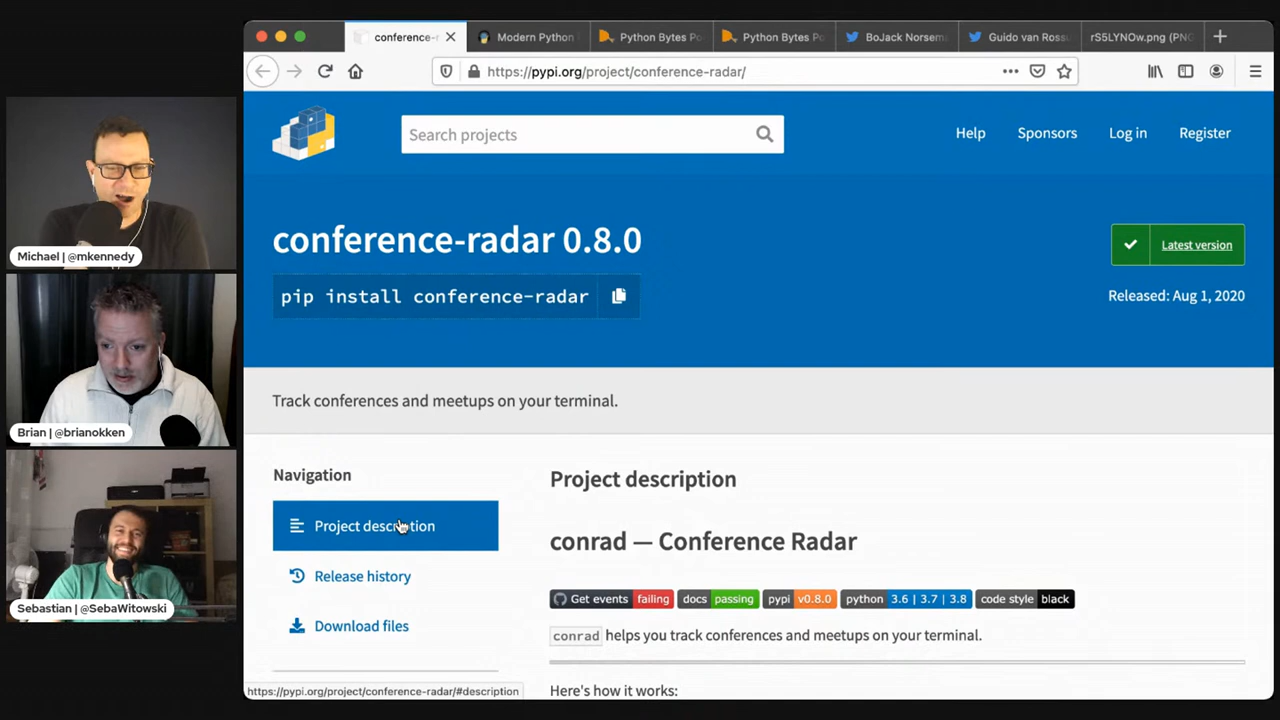 conference-r
Modern Python
Python Bytes Po
Python Bytes Po
BoJack Norsem
Guido van Rossu
rS5LYNOw.png (PNG
https://pypi.org/project/conference-radar/
Search projects
Help
Sponsors
Log in
Register
conference-radar 0.8.0
pip install conference-radar
Latest version
Released: Aug 1, 2020
Track conferences and meetups on your terminal.
Navigation
Project description
Release history
Download files
Project description
conrad — Conference Radar
Get events failing docs passing pypi v0.8.0 python 3.6 | 3.7 | 3.8 code style black
conrad helps you track conferences and meetups on your terminal.
Here's how it works:
https://pypi.org/project/conference-radar/#description
Michael | @mkennedy
Brian | @brianokken
Sebastian | @SebaWitowski